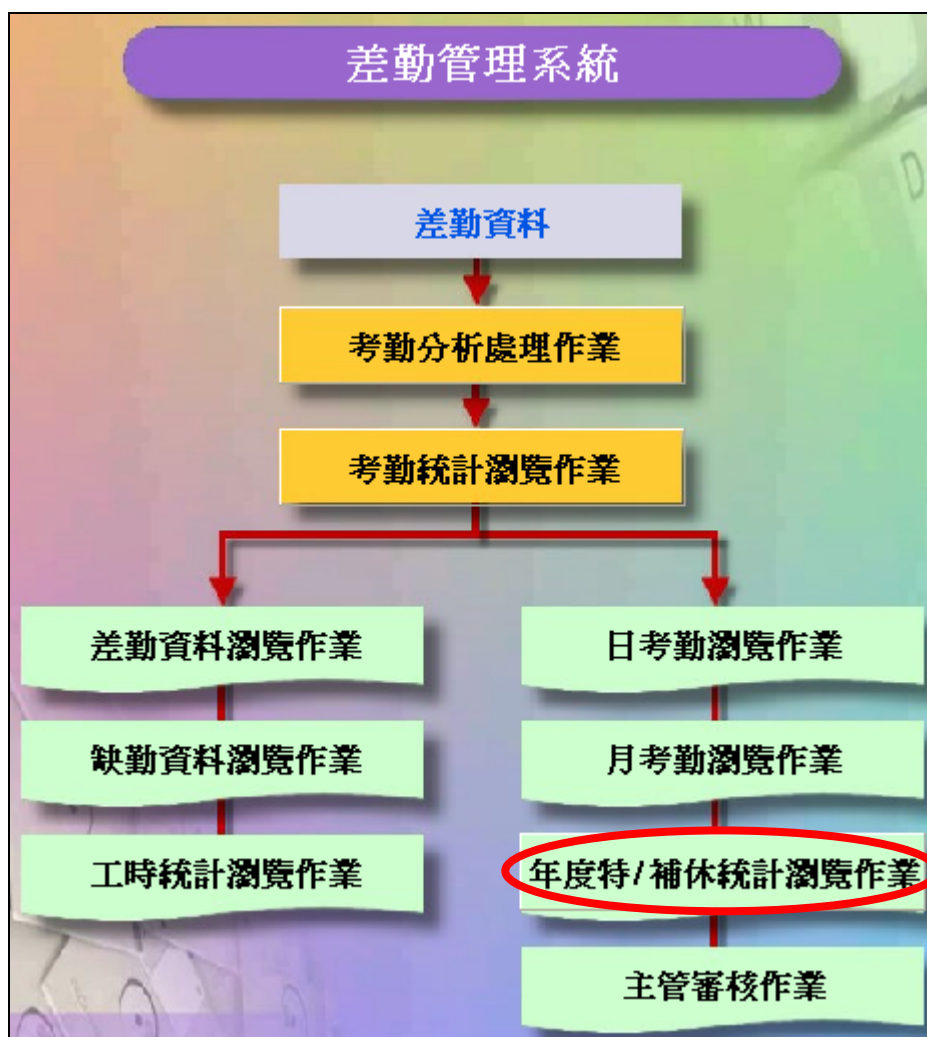 差勤管理系統
差勤資料
考勤分析處理作業
考勤統計瀏覽作業
差勤資料瀏覽作業
缺勤資料瀏覽作業
工時統計瀏覽作業
日考勤瀏覽作業
月考勤瀏覽作業
年度特/補休統計瀏覽作業
主管審核作業
D